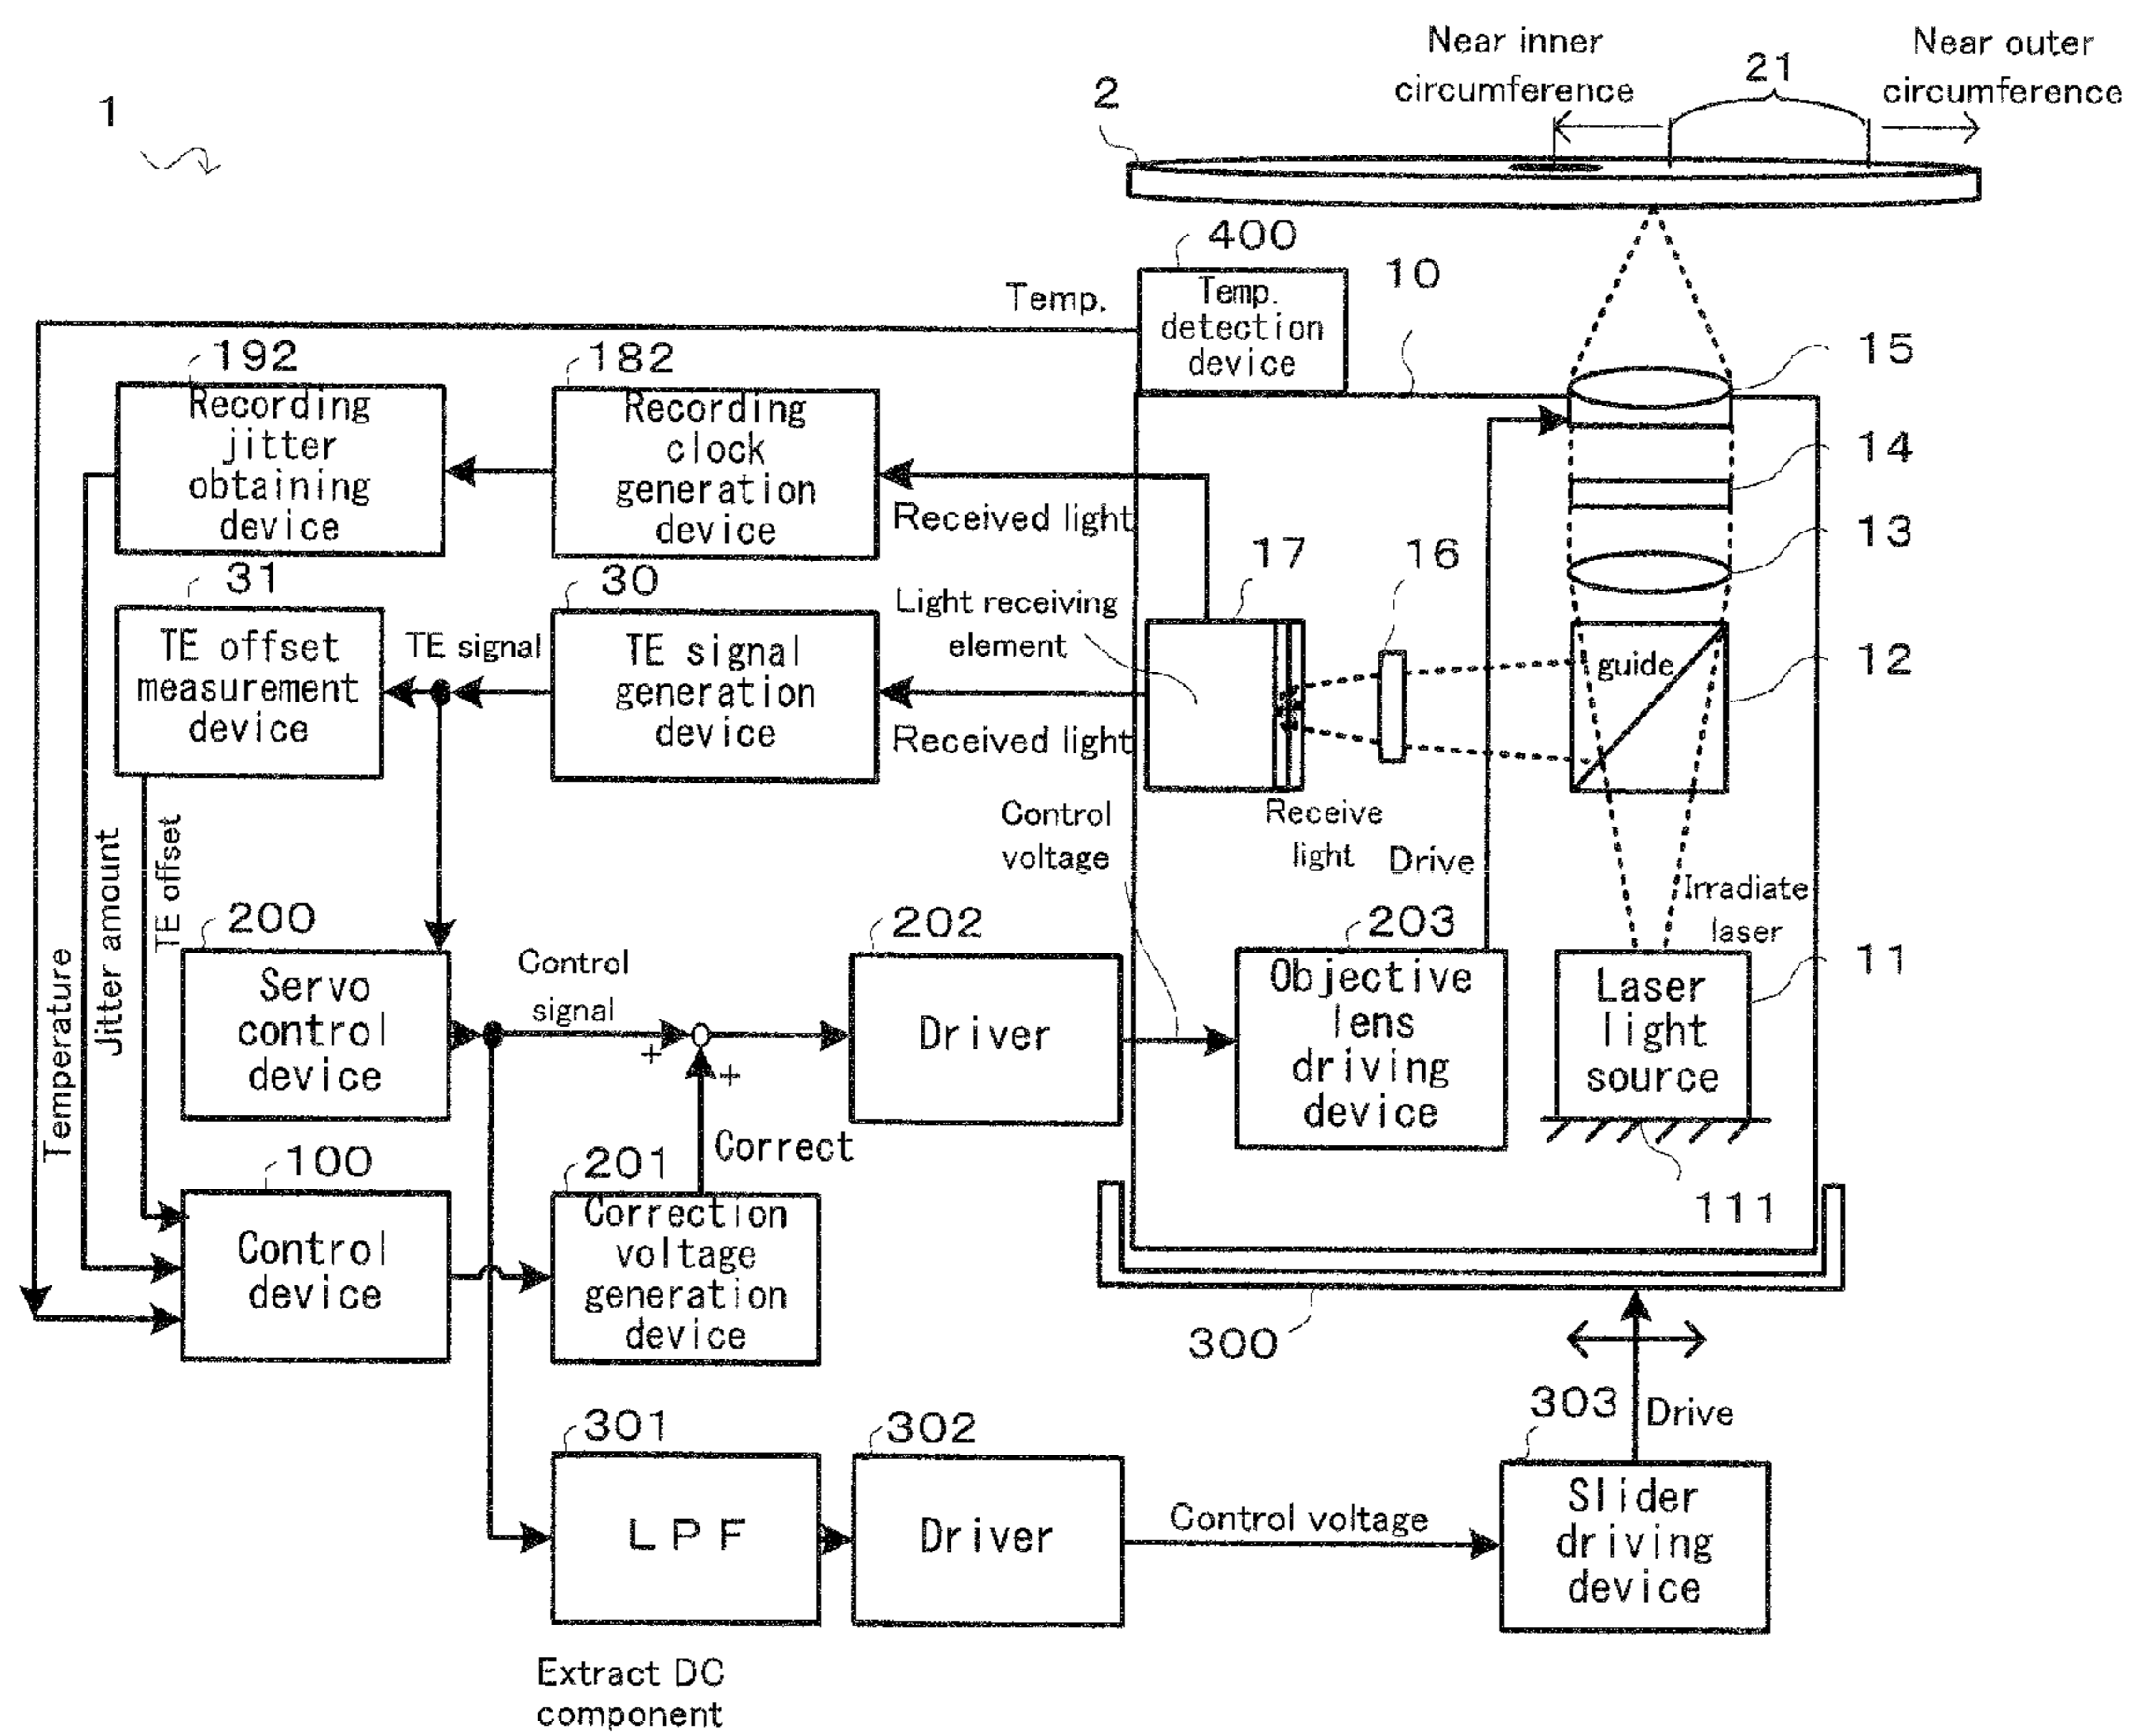 1
Near inner
circumference
21
Near outer
circumference
2
400
Temp.
detection
device
Temp.
10
15
192
Recording
jitter
obtaining
device
182
Recording
clock
generation
device
Received light
14
13
31
TE offset
measurement
device
TE signal
30
TE signal
generation
device
Light receiving
element
17
16
guide
12
Received light
Receive
light
Control
voltage
Drive
Irradiate
laser
Temperature
Jitter amount
TE offset
200
Servo
control
device
Control
signal
+
+
202
Driver
203
Objective
lens
driving
device
11
Laser
light
source
111
100
Control
device
201
Correction
voltage
generation
device
Correct
300
301
LPF
Extract DC
component
302
Driver
Control voltage
303
Drive
Slider
driving
device